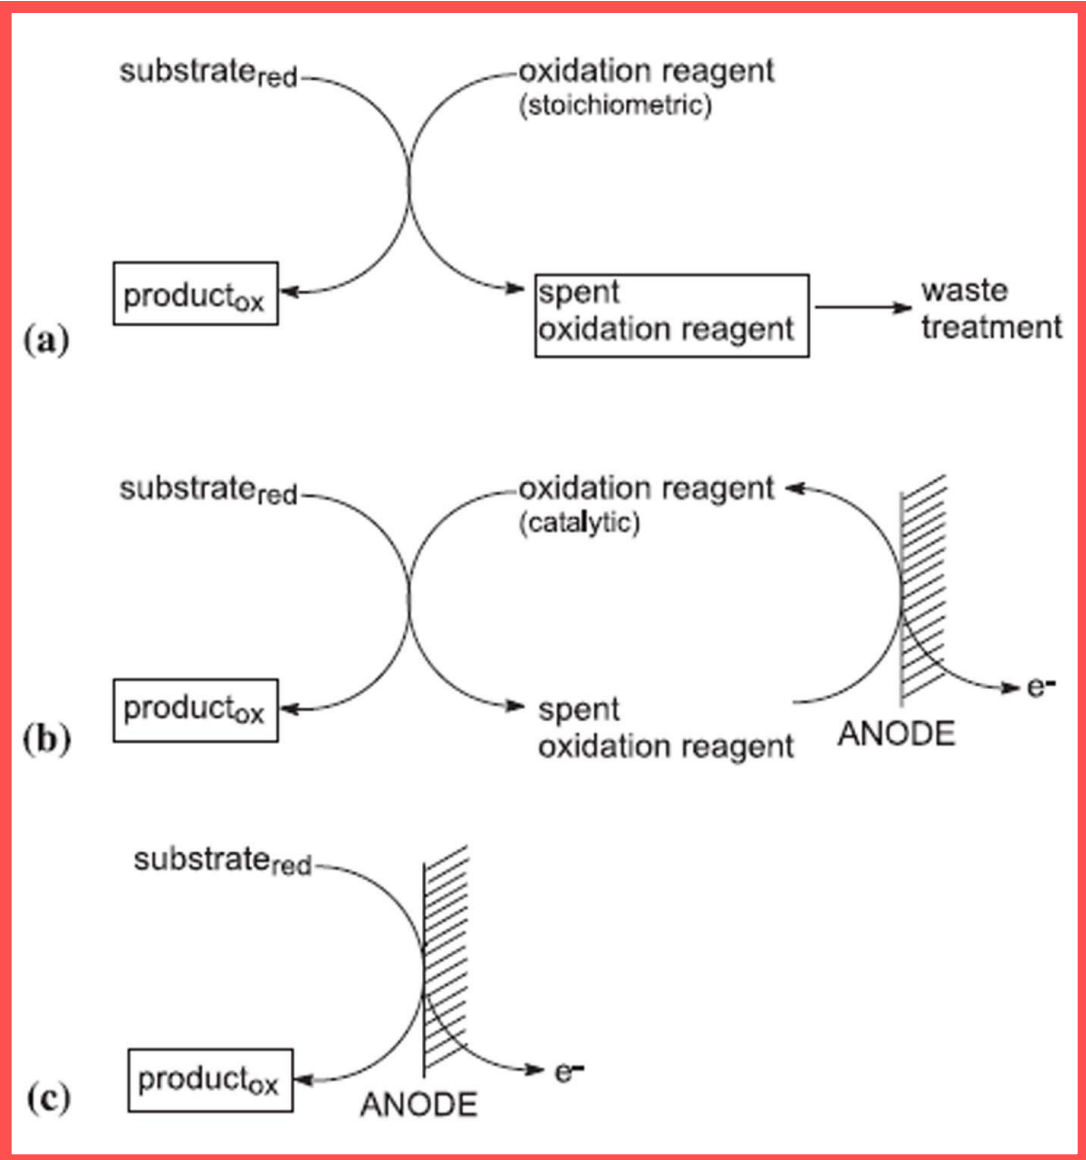 substrate_red
oxidation reagent
(stoichiometric)
product_ox
spent
oxidation reagent
waste
treatment
(a)
substrate_red
oxidation reagent
(catalytic)
product_ox
spent
oxidation reagent
e-
ANODE
(b)
substrate_red
product_ox
e-
ANODE
(c)